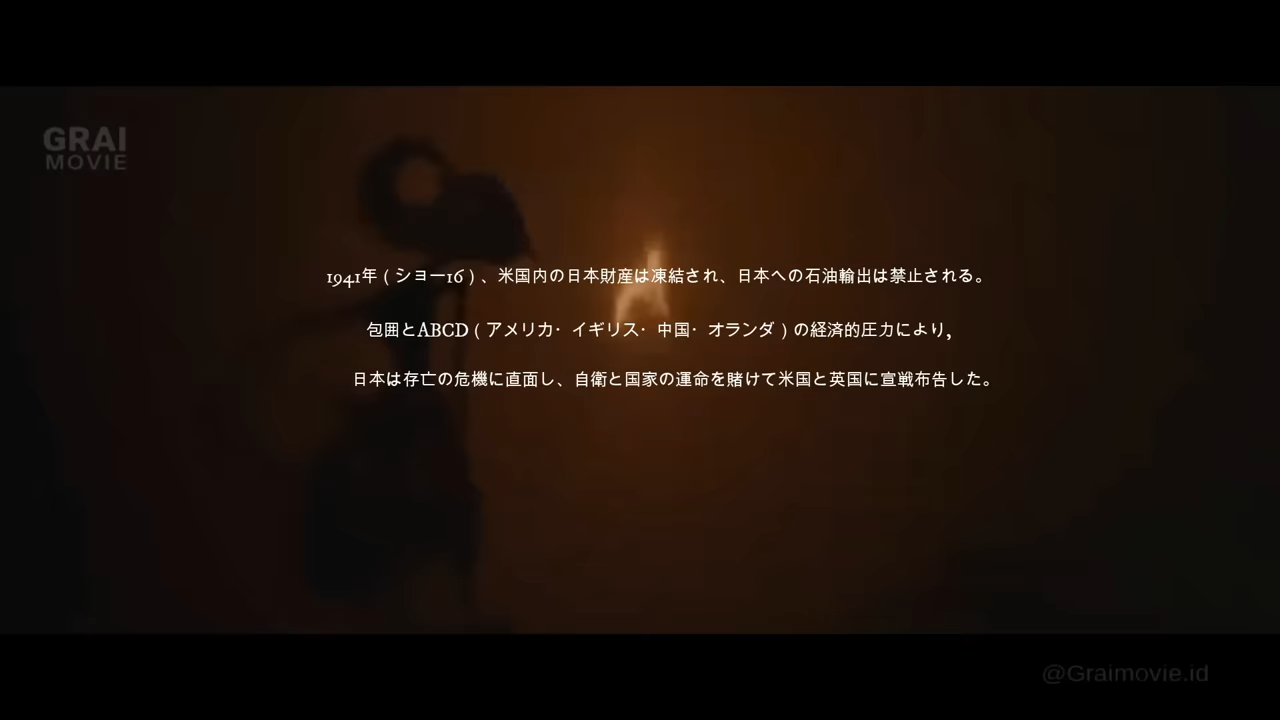 GRAI
MOVIE
1941年（ショー16）、米国内の日本財産は凍結され、日本への石油輸出は禁止される。
包囲とABCD（アメリカ・イギリス・中国・オランダ）の経済的圧力により,
日本は存亡の危機に直面し、自衛と国家の運命を賭けて米国と英国に宣戦布告した。
@Graimovie.id